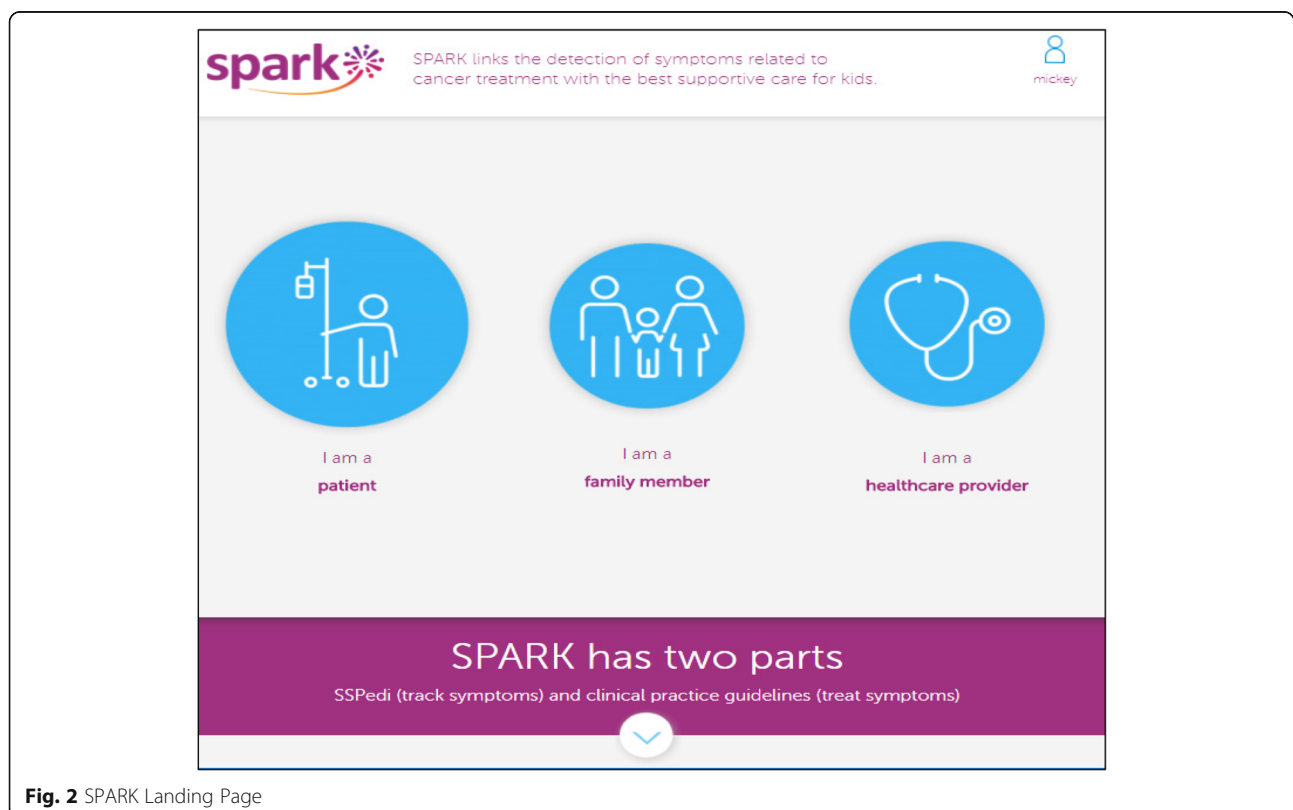 spark
SPARK links the detection of symptoms related to
cancer treatment with the best supportive care for kids.
mickey
I am a
patient
I am a
family member
I am a
healthcare provider
SPARK has two parts
SSPedi (track symptoms) and clinical practice guidelines (treat symptoms)
Fig. 2 SPARK Landing Page